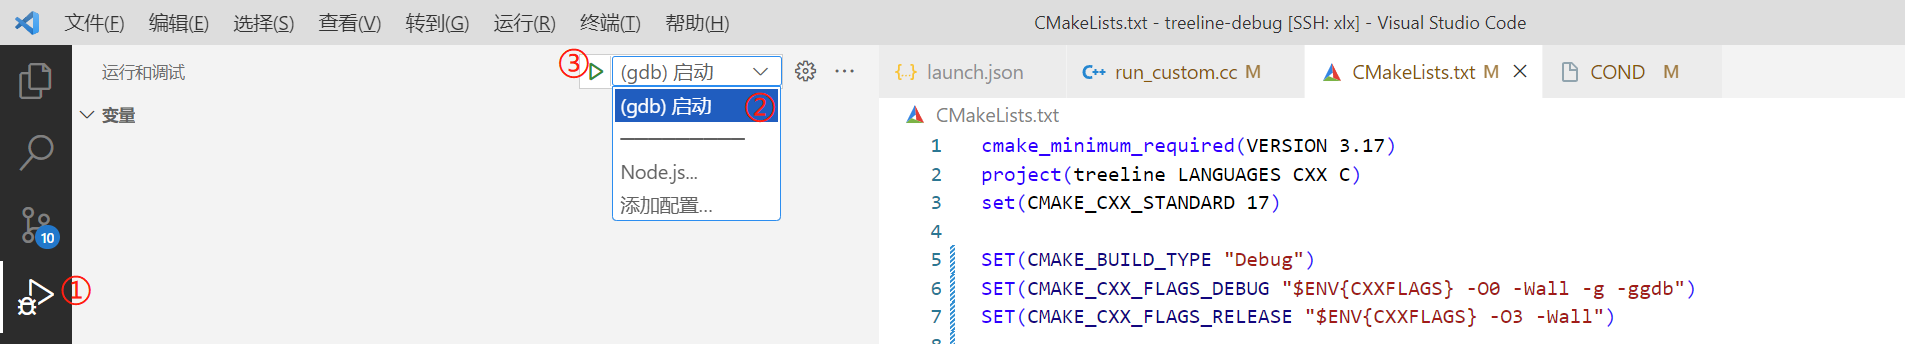 文件(F) 编辑(E) 选择(S) 查看(V) 转到(G) 运行(R) 终端(T) 帮助(H) CMakeLists.txt - treeline-debug [SSH: xlx] - Visual Studio Code
运行和调试 ③ (gdb) 启动 ···
(gdb) 启动 ②
Node.js...
添加配置...
变量
10
①
{..} launch.json C++ run_custom.cc M CMakeLists.txt M COND M
CMakeLists.txt
1 cmake_minimum_required(VERSION 3.17)
2 project(treeline LANGUAGES CXX C)
3 set(CMAKE_CXX_STANDARD 17)
4
5 SET(CMAKE_BUILD_TYPE "Debug")
6 SET(CMAKE_CXX_FLAGS_DEBUG "$ENV{CXXFLAGS} -O0 -Wall -g -ggdb")
7 SET(CMAKE_CXX_FLAGS_RELEASE "$ENV{CXXFLAGS} -O3 -Wall")